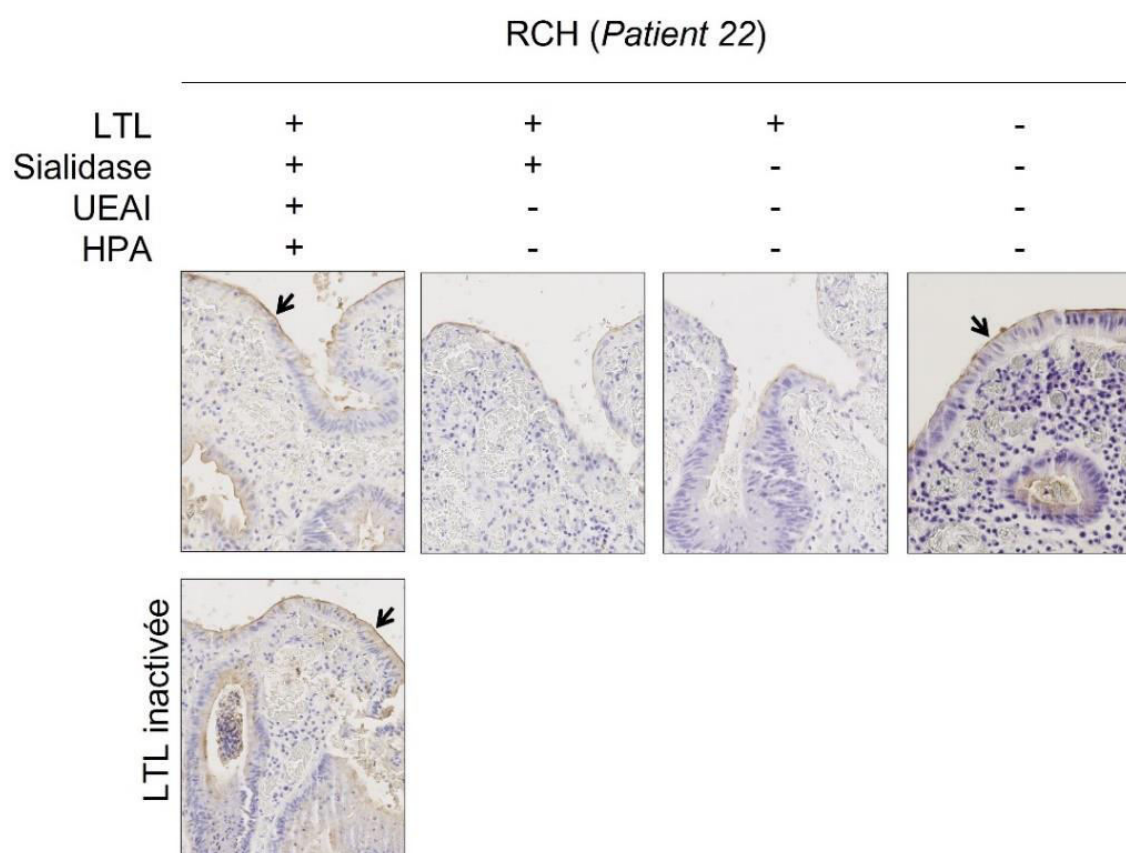 RCH (Patient 22)
LTL + + + -
Sialidase + + - -
UEAI + - - -
HPA + - - -
LTL inactivée